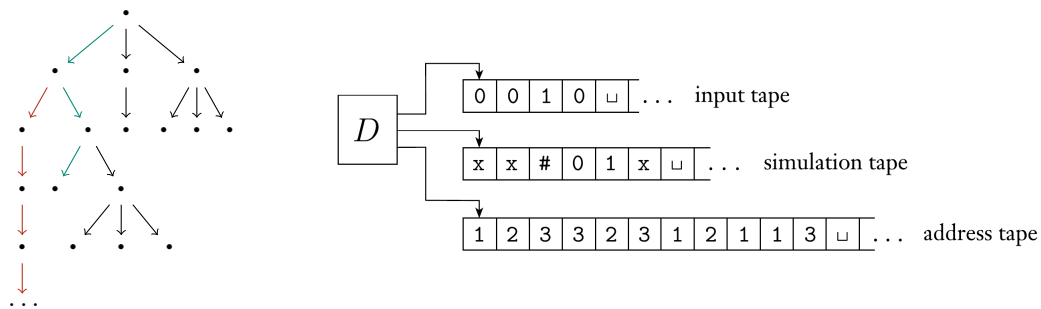 0 0 1 0 ␣ ... input tape
D
x x # 0 1 x ␣ ... simulation tape
1 2 3 3 2 3 1 2 1 1 3 ␣ ... address tape
...